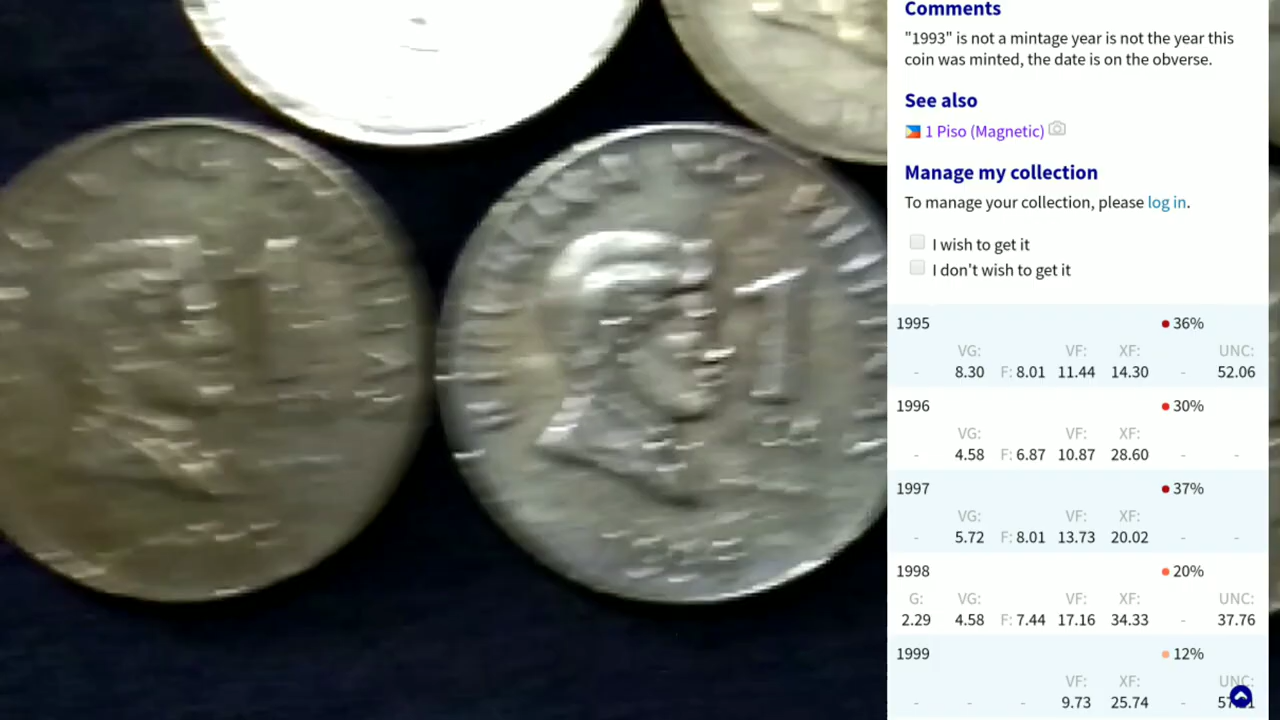 Comments
"1993" is not a mintage year is not the year this
coin was minted, the date is on the obverse.
See also
1 Piso (Magnetic)
Manage my collection
To manage your collection, please log in.
I wish to get it
I don't wish to get it
1995 36%
VG: VF: XF: UNC:
- 8.30 F: 8.01 11.44 14.30 - 52.06
1996 30%
VG: VF: XF:
- 4.58 F: 6.87 10.87 28.60 - -
1997 37%
VG: VF: XF:
- 5.72 F: 8.01 13.73 20.02 - -
1998 20%
G: VG: VF: XF: UNC:
2.29 4.58 F: 7.44 17.16 34.33 - 37.76
1999 12%
VF: XF: UNC:
- - - 9.73 25.74 -